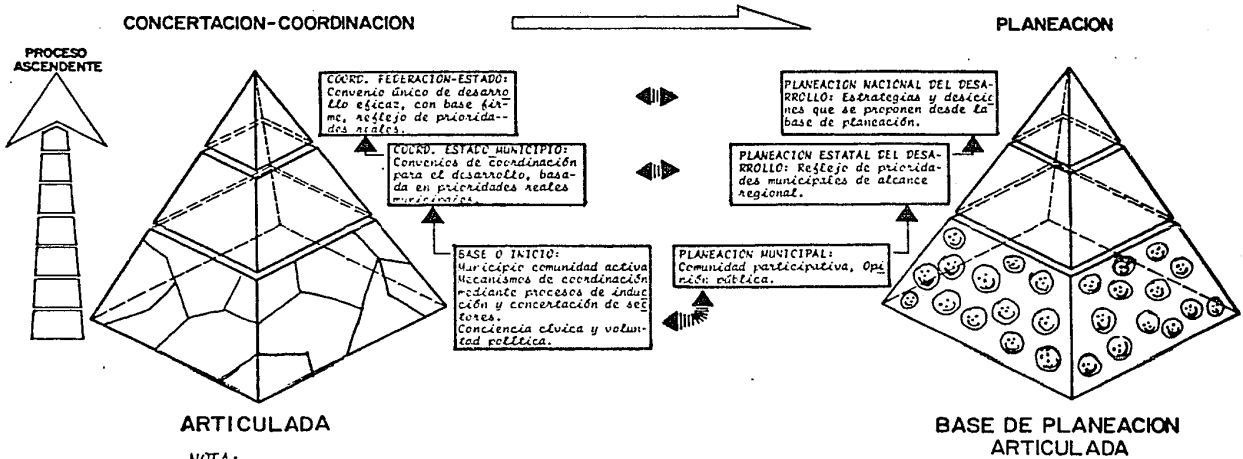 CONCERTACION-COORDINACION
PLANEACION
PROCESO
ASCENDENTE
COORD. FEDERACION-ESTADO:
Convenio único de desarro
llo eficaz, con base fir-
me, reflejo de priorida--
des reales.
COORD. ESTADO MUNICIPIO:
Convenios de coordinación
para el desarrollo, basa-
da en prioridades reales
municipales.
BASE O INICIO:
Municipio comunidad activa
Mecanismos de coordinación
mediante procesos de induc
ción y concertación de sec
tores.
Conciencia cívica y volun-
tad política.
PLANEACION NACIONAL DEL DESA-
RROLLO: Estrategias y desicio
nes que se proponen desde la
base de planeación.
PLANEACION ESTATAL DEL DESA-
RROLLO: Reflejo de priorida-
des municipales de alcance
regional.
PLANEACION MUNICIPAL:
Comunidad participativa, Opi
nión pública.
ARTICULADA
BASE DE PLANEACION
ARTICULADA
NOTA: